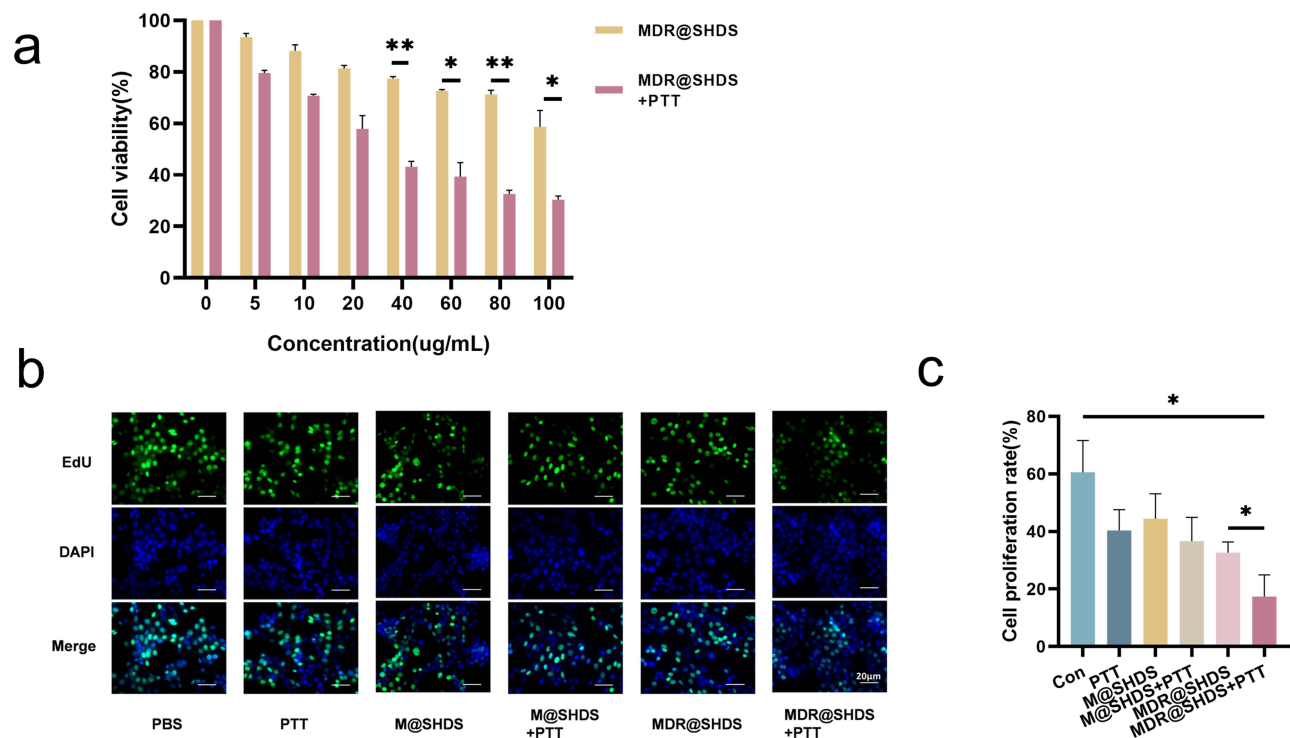 a
100
80
60
40
20
0
Cell viability(%)
** * ** *
0 5 10 20 40 60 80 100
Concentration(ug/mL)
MDR@SHDS
MDR@SHDS
+PTT
b
EdU
DAPI
Merge
20μm
PBS PTT M@SHDS M@SHDS MDR@SHDS MDR@SHDS
+PTT +PTT
c
80
60
40
20
0
Cell proliferation rate(%)
*
*
Con
PTT
M@SHDS
M@SHDS+PTT
MDR@SHDS
MDR@SHDS+PTT